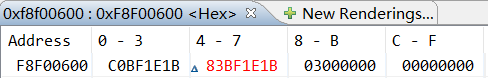 0xf8f00600 : 0xF8F00600 <Hex> New Renderings...
Address 0 - 3 4 - 7 8 - B C - F
F8F00600 C0BF1E1B 83BF1E1B 03000000 00000000